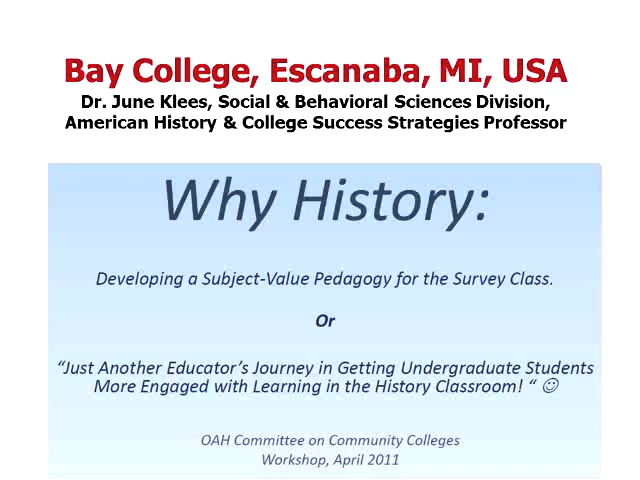 Bay College, Escanaba, MI, USA
Dr. June Klees, Social & Behavioral Sciences Division,
American History & College Success Strategies Professor
Why History:
Developing a Subject-Value Pedagogy for the Survey Class.
Or
“Just Another Educator’s Journey in Getting Undergraduate Students
More Engaged with Learning in the History Classroom! “ ☺
OAH Committee on Community Colleges
Workshop, April 2011